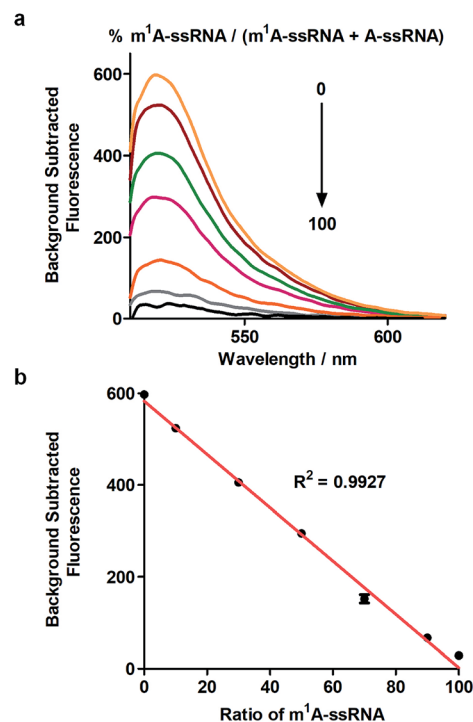 a
% m¹A-ssRNA / (m¹A-ssRNA + A-ssRNA)
Background Subtracted
Fluorescence
600
400
200
0
0
100
550
600
Wavelength / nm
b
Background Subtracted
Fluorescence
600
400
200
0
R² = 0.9927
0
20
40
60
80
100
Ratio of m¹A-ssRNA